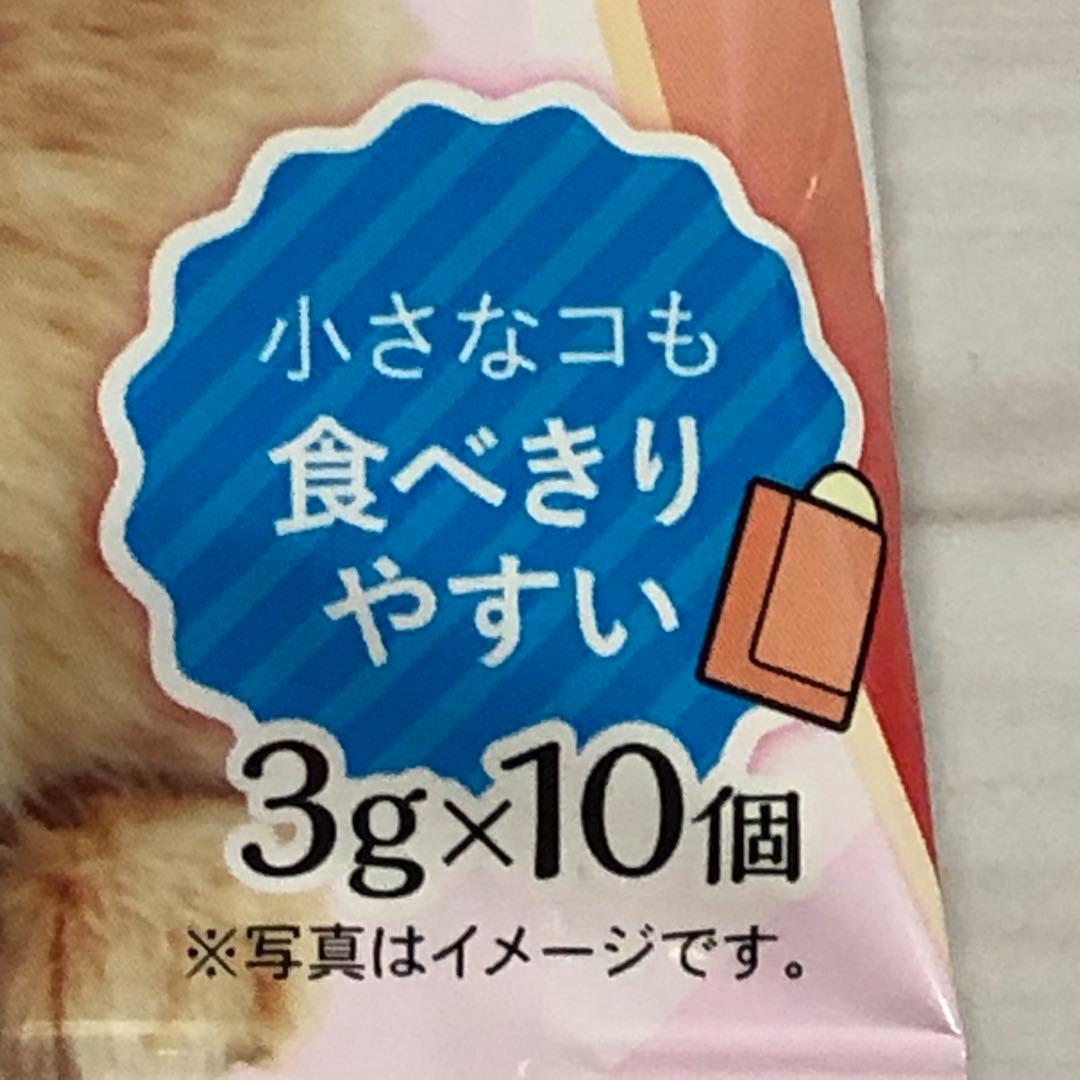 小さなコも
食べきり
やすい
3g×10個
※写真はイメージです。